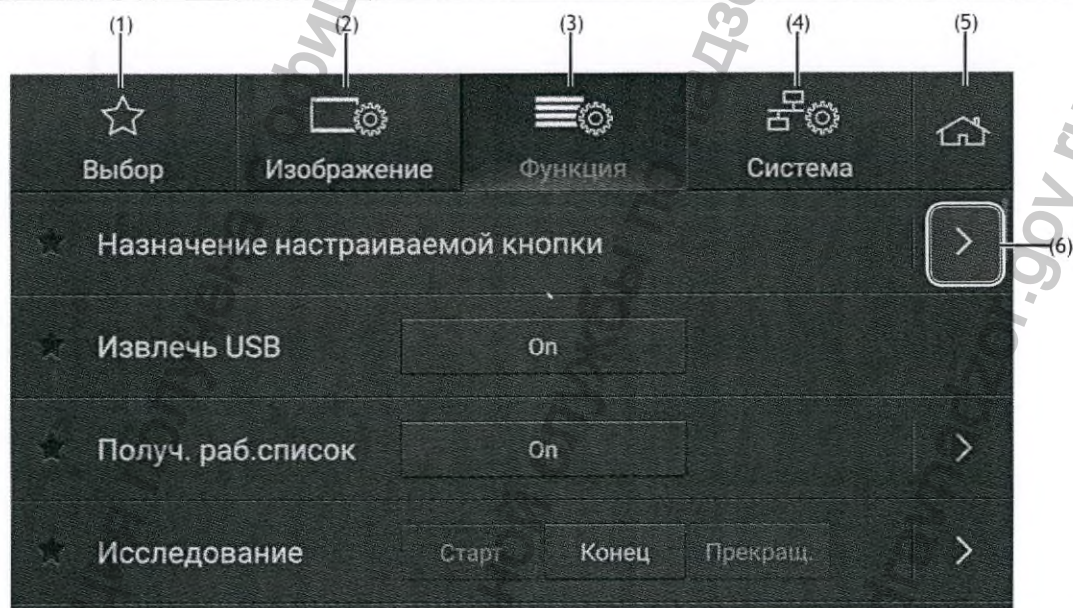 (1) (2) (3) (4) (5)
Выбор Изображение Функция Система
Назначение настраиваемой кнопки
(6)
Извлечь USB On
Получ. раб.список On
Исследование Старт Конец Прекращ.